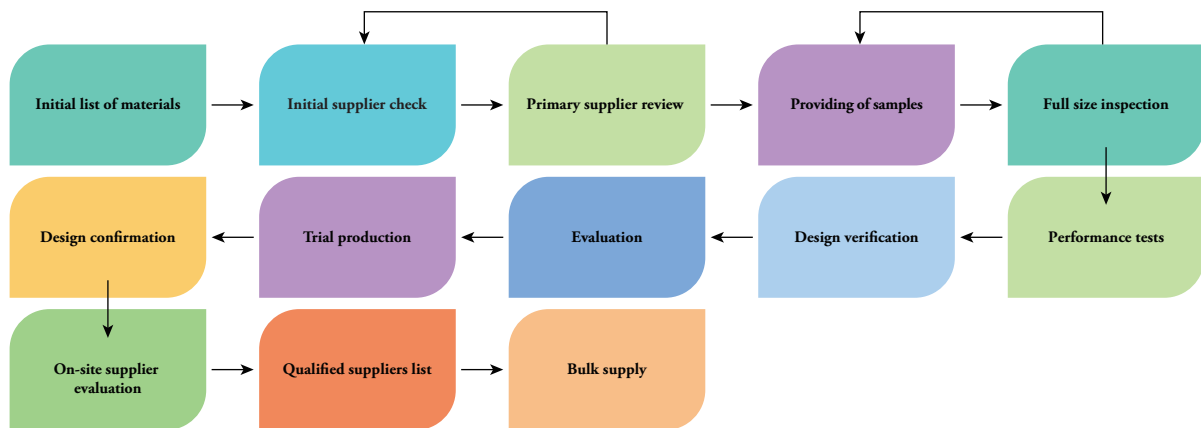 Initial list of materials
Initial supplier check
Primary supplier review
Providing of samples
Full size inspection
Design confirmation
Trial production
Evaluation
Design verification
Performance tests
On-site supplier
evaluation
Qualified suppliers list
Bulk supply